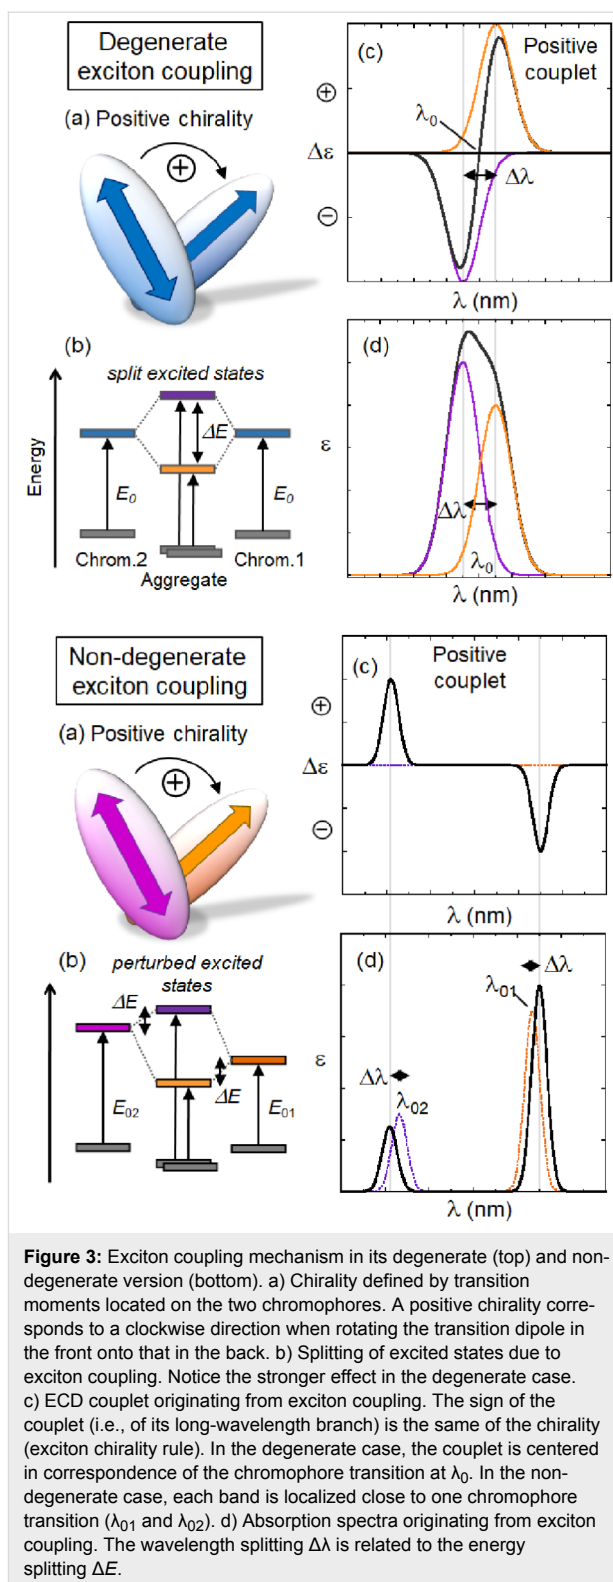 Degenerate
exciton coupling
(a) Positive chirality
⊕
(b)
split excited states
Energy
ΔE
E0
E0
Chrom.2
Chrom.1
Aggregate
(c)
Positive
couplet
⊕
λ0
Δε
Δλ
⊖
λ (nm)
(d)
ε
Δλ
λ0
λ (nm)
Non-degenerate
exciton coupling
(a) Positive chirality
⊕
(b)
perturbed excited
states
ΔE
ΔE
E02
E01
(c)
Positive
couplet
⊕
Δε
⊖
λ (nm)
(d)
Δλ
λ01
ε
Δλ
λ02
λ (nm)
Figure 3: Exciton coupling mechanism in its degenerate (top) and non-
degenerate version (bottom). a) Chirality defined by transition
moments located on the two chromophores. A positive chirality corre-
sponds to a clockwise direction when rotating the transition dipole in
the front onto that in the back. b) Splitting of excited states due to
exciton coupling. Notice the stronger effect in the degenerate case.
c) ECD couplet originating from exciton coupling. The sign of the
couplet (i.e., of its long-wavelength branch) is the same of the chirality
(exciton chirality rule). In the degenerate case, the couplet is centered
in correspondence of the chromophore transition at λ0. In the non-
degenerate case, each band is localized close to one chromophore
transition (λ01 and λ02). d) Absorption spectra originating from exciton
coupling. The wavelength splitting Δλ is related to the energy
splitting ΔE.